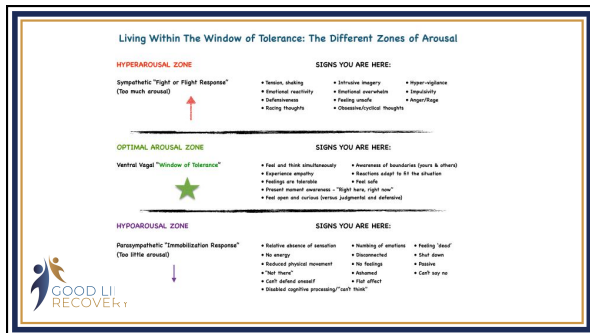 Living Within The Window of Tolerance: The Different Zones of Arousal
HYPERAROUSAL ZONE
Sympathetic "Fight or Flight Response"
(Too much arousal)
SIGNS YOU ARE HERE:
• Tension, shaking
• Emotional reactivity
• Defensiveness
• Racing thoughts
• Intrusive imagery
• Emotional overwhelm
• Feeling unsafe
• Obsessive/cyclical thoughts
• Hyper-vigilance
• Impulsivity
• Anger/Rage
OPTIMAL AROUSAL ZONE
Ventral Vagal "Window of Tolerance"
SIGNS YOU ARE HERE:
• Feel and think simultaneously
• Experience empathy
• Feelings are tolerable
• Present moment awareness - "Right here, right now"
• Feel open and curious (versus judgmental and defensive)
• Awareness of boundaries (yours & others)
• Reactions adapt to fit the situation
• Feel safe
HYPOAROUSAL ZONE
Parasympathetic "Immobilization Response"
(Too little arousal)
SIGNS YOU ARE HERE:
• Relative absence of sensation
• No energy
• Reduced physical movement
• "Not there"
• Can't defend oneself
• Disabled cognitive processing/"can't think"
• Numbing of emotions
• Disconnected
• No feelings
• Ashamed
• Flat affect
• Feeling 'dead'
• Shut down
• Passive
• Can't say no
GOOD LI
RECOVERY